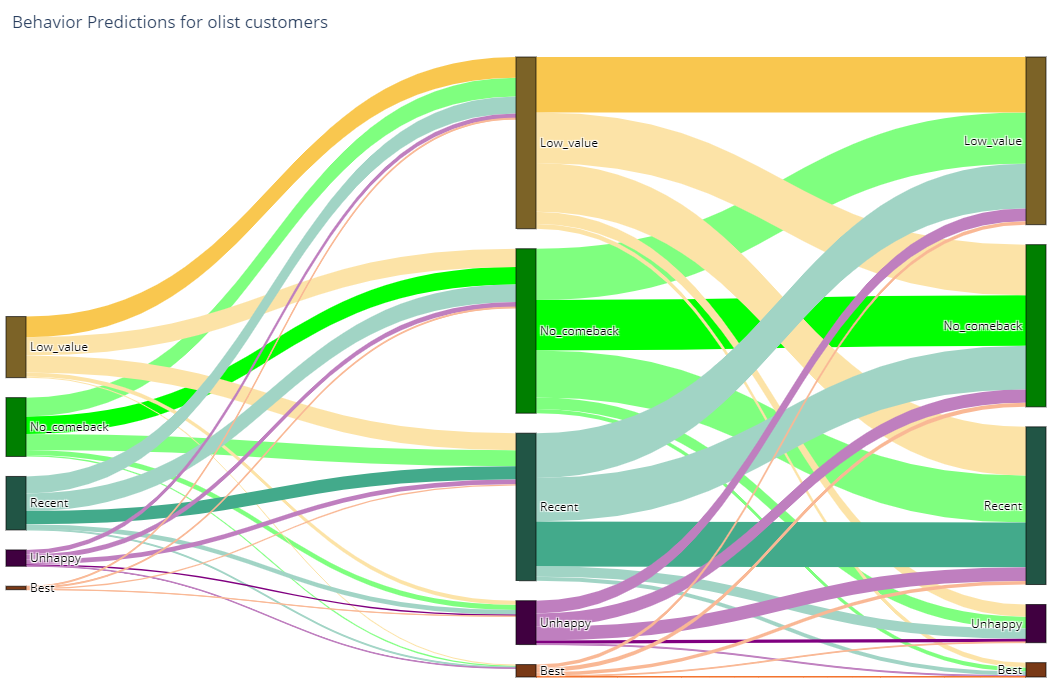 Behavior Predictions for olist customers
Low_value
No_comeback
Recent
Unhappy
Best
Low_value
No_comeback
Recent
Unhappy
Best
Low_value
No_comeback
Recent
Unhappy
Best